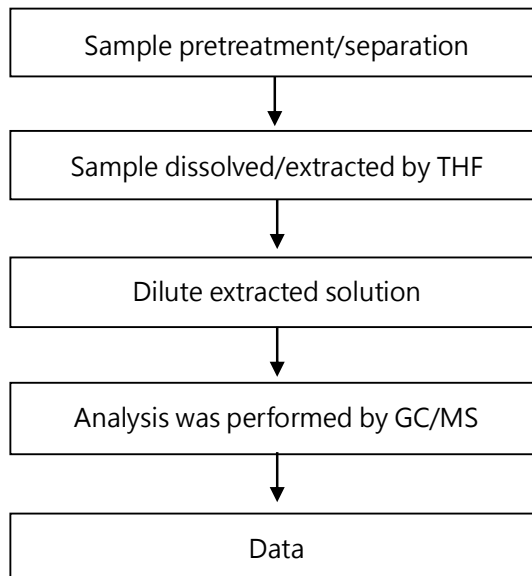 Sample pretreatment/separation
Sample dissolved/extracted by THF
Dilute extracted solution
Analysis was performed by GC/MS
Data